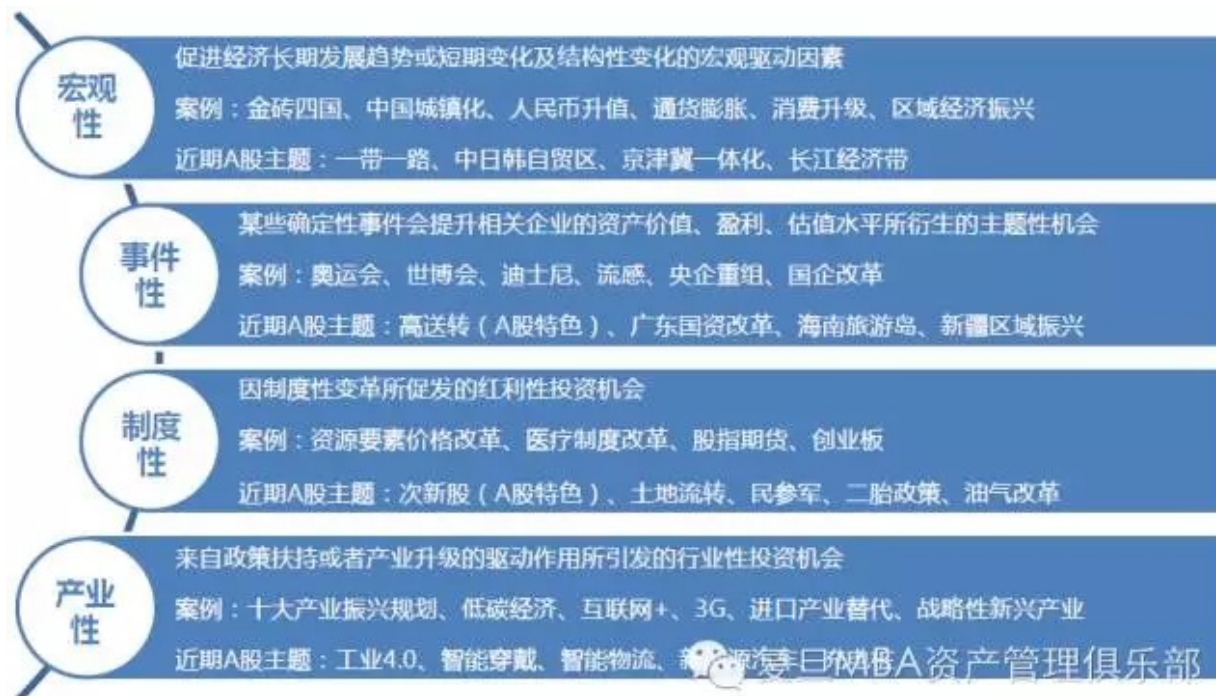 宏观
性
促进经济长期发展趋势或短期变化及结构性变化的宏观驱动因素
案例：金砖四国、中国城镇化、人民币升值、通货膨胀、消费升级、区域经济振兴
近期A股主题：一带一路、中日韩自贸区、京津冀一体化、长江经济带
事件
性
某些确定性事件会提升相关企业的资产价值、盈利、估值水平所衍生的主题性机会
案例：奥运会、世博会、迪士尼、流感、央企重组、国企改革
近期A股主题：高送转（A股特色）、广东国资改革、海南旅游岛、新疆区域振兴
制度
性
因制度性变革所促发的红利性投资机会
案例：资源要素价格改革、医疗制度改革、股指期货、创业板
近期A股主题：次新股（A股特色）、土地流转、民参军、二胎政策、油气改革
产业
性
来自政策扶持或者产业升级的驱动作用所引发的行业性投资机会
案例：十大产业振兴规划、低碳经济、互联网+、3G、进口产业替代、战略性新兴产业
近期A股主题：工业4.0、智能穿戴、智能物流、
复旦MBA资产管理俱乐部